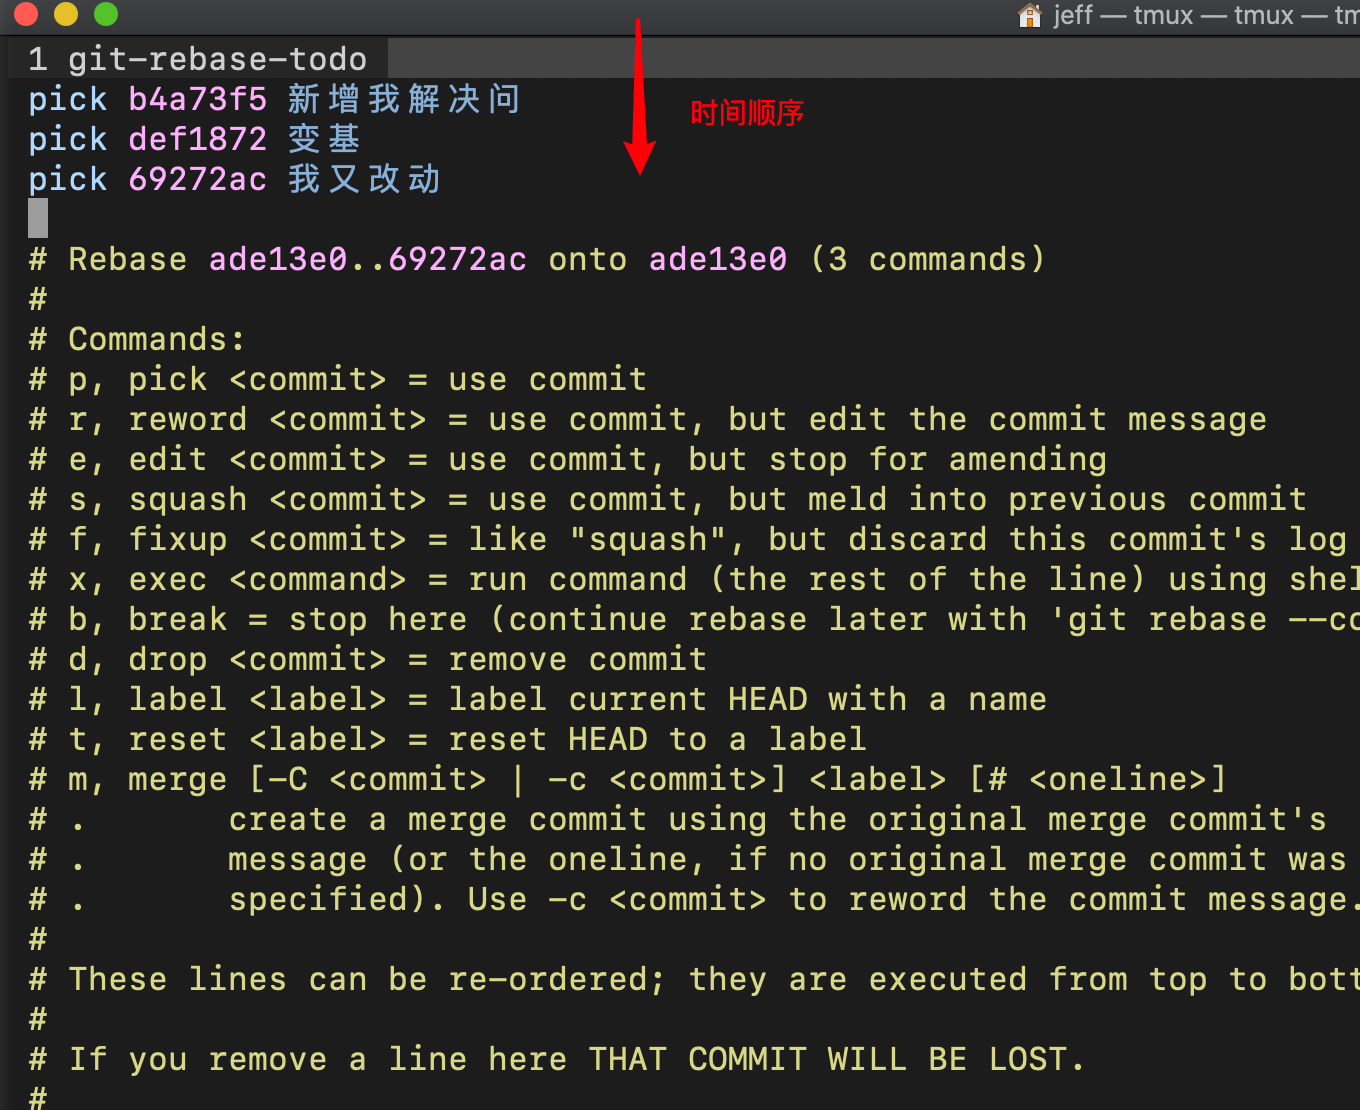 jeff — tmux — tmux —
1 git-rebase-todo
pick b4a73f5 新增我解决问
时间顺序
pick def1872 变基
pick 69272ac 我又改动
# Rebase ade13e0..69272ac onto ade13e0 (3 commands)
#
# Commands:
# p, pick <commit> = use commit
# r, reword <commit> = use commit, but edit the commit message
# e, edit <commit> = use commit, but stop for amending
# s, squash <commit> = use commit, but meld into previous commit
# f, fixup <commit> = like "squash", but discard this commit's log
# x, exec <command> = run command (the rest of the line) using
# b, break = stop here (continue rebase later with 'git rebase
# d, drop <commit> = remove commit
# l, label <label> = label current HEAD with a name
# t, reset <label> = reset HEAD to a label
# m, merge [-C <commit> | -c <commit>] <label> [# <oneline>]
# .       create a merge commit using the original merge commit's
# .       message (or the oneline, if no original merge commit was
# .       specified). Use -c <commit> to reword the commit message.
#
# These lines can be re-ordered; they are executed from top to
#
# If you remove a line here THAT COMMIT WILL BE LOST.
#